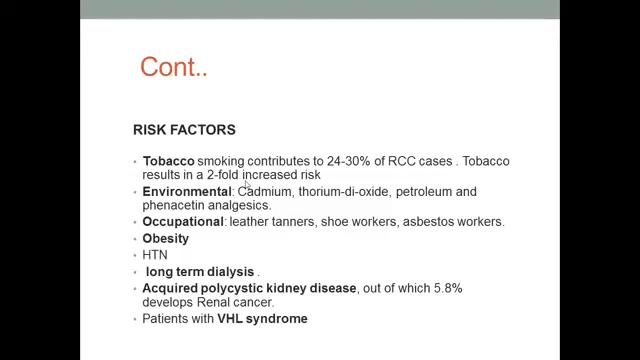 Cont..
RISK FACTORS
• Tobacco smoking contributes to 24-30% of RCC cases . Tobacco
results in a 2-fold increased risk
• Environmental: Cadmium, thorium-di-oxide, petroleum and
phenacetin analgesics.
• Occupational: leather tanners, shoe workers, asbestos workers.
• Obesity
• HTN
• long term dialysis .
• Acquired polycystic kidney disease, out of which 5.8%
develops Renal cancer.
• Patients with VHL syndrome